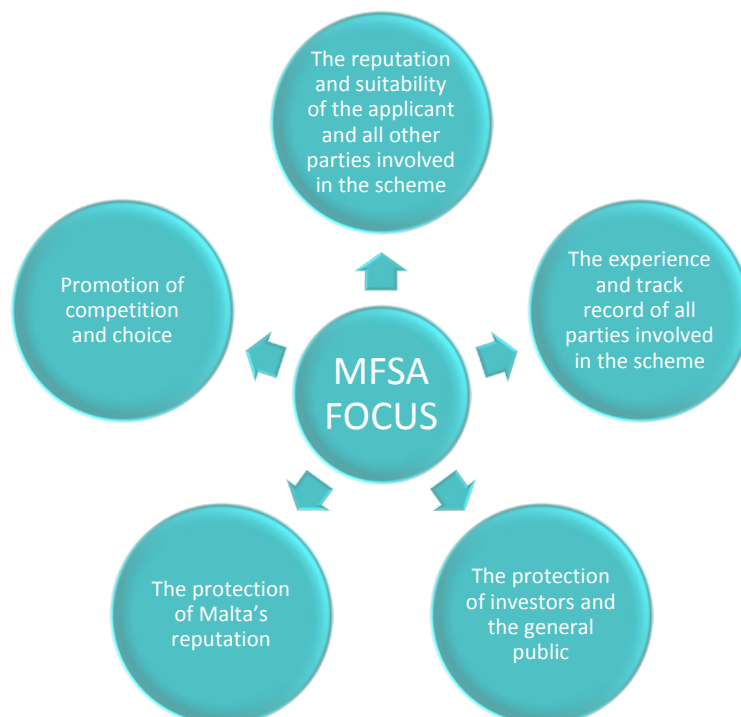 The reputation
and suitability
of the applicant
and all other
parties involved
in the scheme
The experience
and track
record of all
parties involved
in the scheme
The protection
of investors and
the general
public
The protection
of Malta’s
reputation
Promotion of
competition
and choice
MFSA
FOCUS